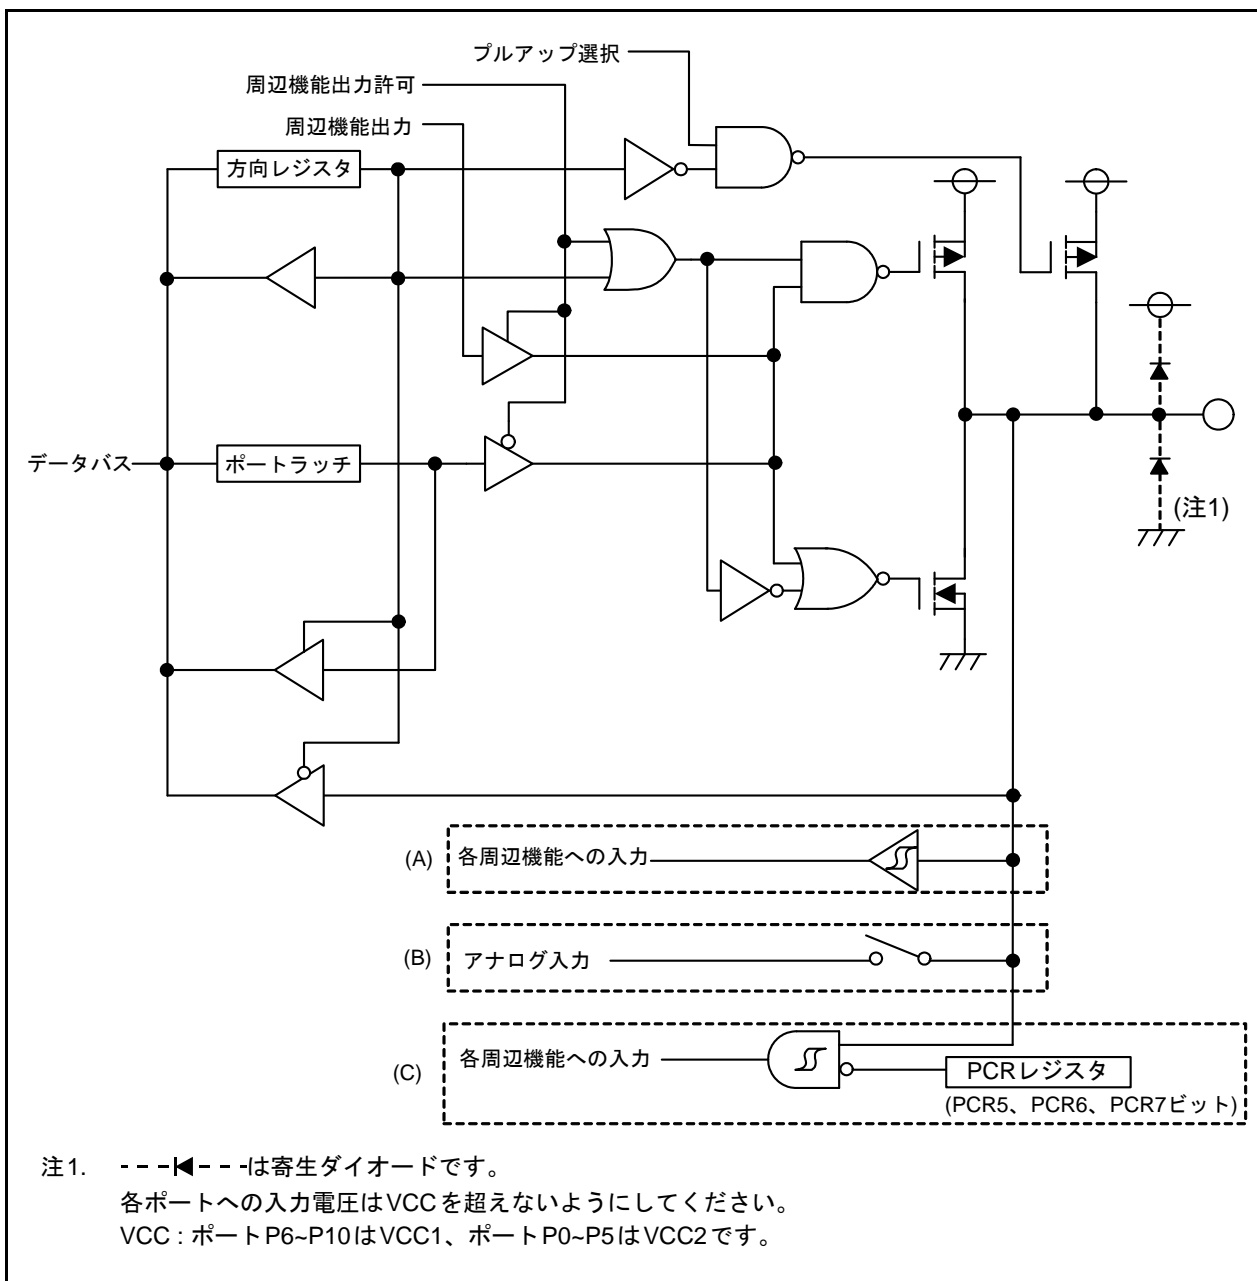 プルアップ選択
周辺機能出力許可
周辺機能出力
方向レジスタ
データバス
ポートラッチ
(注1)
(A)
各周辺機能への入力
(B)
アナログ入力
(C)
各周辺機能への入力
PCRレジスタ
(PCR5、PCR6、PCR7ビット)
注1. は寄生ダイオードです。
各ポートへの入力電圧はVCCを超えないようにしてください。
VCC : ポートP6~P10はVCC1、ポートP0~P5はVCC2です。